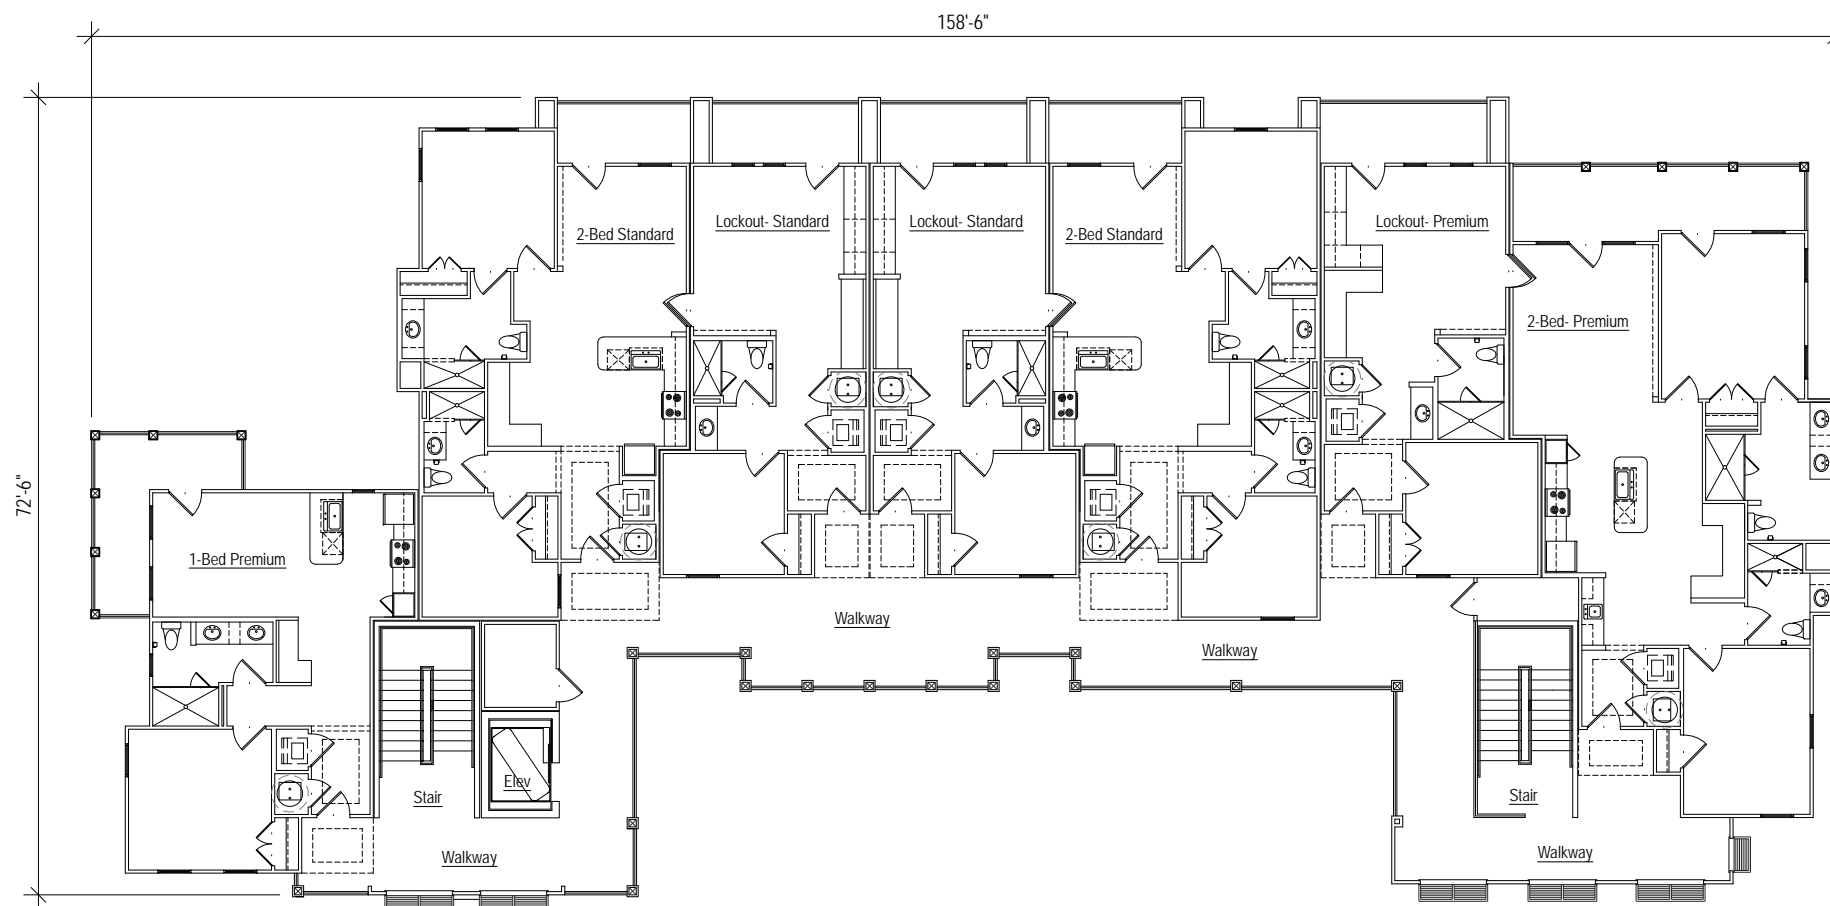 158'-6"
72'-6"
Lockout- Standard
Lockout- Standard
Lockout- Premium
2-Bed Standard
2-Bed Standard
2-Bed- Premium
1-Bed Premium
Walkway
Walkway
Elev
Stair
Stair
Walkway
Walkway